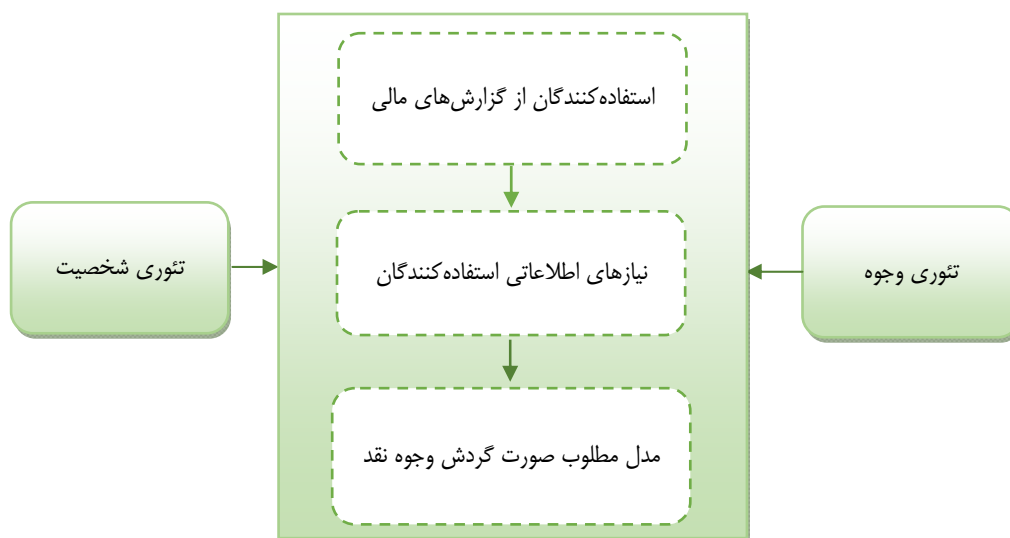 استفاده‌کنندگان از گزارش‌های مالی
تئوری وجوه
نیازهای اطلاعاتی استفاده‌کنندگان
تئوری شخصیت
مدل مطلوب صورت گردش وجوه نقد